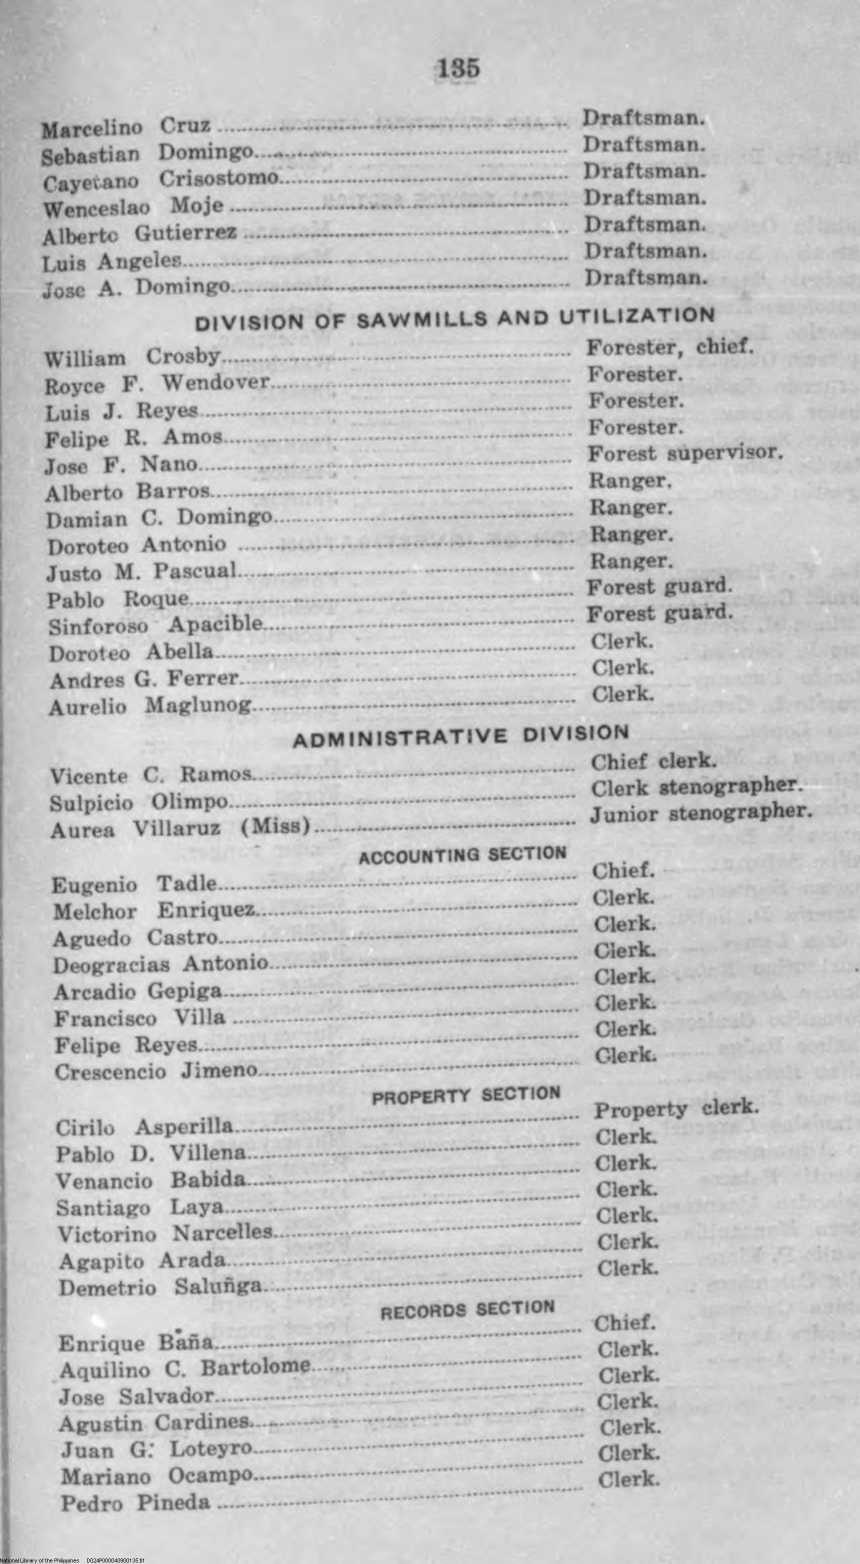 135
Marcelino Cruz ........ Draftsman.
Sebastian Domingo ........ Draftsman.
Cayetano Crisostomo ........ Draftsman.
Wenceslao Moje ........ Draftsman.
Alberto Gutierrez ........ Draftsman.
Luis Angeles ........ Draftsman.
Jose A. Domingo ........ Draftsman.
DIVISION OF SAWMILLS AND UTILIZATION
William Crosby ........ Forester, chief.
Royce F. Wendover ........ Forester.
Luis J. Reyes ........ Forester.
Felipe R. Amos ........ Forester.
Jose F. Nano ........ Forest supervisor.
Alberto Barros ........ Ranger.
Damian C. Domingo ........ Ranger.
Doroteo Antonio ........ Ranger.
Justo M. Pascual ........ Ranger.
Pablo Roque ........ Forest guard.
Sinforoso Apacible ........ Forest guard.
Doroteo Abella ........ Clerk.
Andres G. Ferrer ........ Clerk.
Aurelio Maglunog ........ Clerk.
ADMINISTRATIVE DIVISION
Vicente C. Ramos ........ Chief clerk.
Sulpicio Olimpo ........ Clerk stenographer.
Aurea Villaruz (Miss) ........ Junior stenographer.
ACCOUNTING SECTION
Eugenio Tadle ........ Chief.
Melchor Enriquez ........ Clerk.
Aguedo Castro ........ Clerk.
Deogracias Antonio ........ Clerk.
Arcadio Gepiga ........ Clerk.
Francisco Villa ........ Clerk.
Felipe Reyes ........ Clerk.
Crescencio Jimeno ........ Clerk.
PROPERTY SECTION
Cirilo Asperilla ........ Property clerk.
Pablo D. Villena ........ Clerk.
Venancio Babida ........ Clerk.
Santiago Laya ........ Clerk.
Victorino Narcelles ........ Clerk.
Agapito Arada ........ Clerk.
Demetrio Saluñga ........ Clerk.
RECORDS SECTION
Enrique Baña ........ Chief.
Aquilino C. Bartolome ........ Clerk.
Jose Salvador ........ Clerk.
Agustin Cardines ........ Clerk.
Juan G. Loteyro ........ Clerk.
Mariano Ocampo ........ Clerk.
Pedro Pineda ........ Clerk.
National Library of the Philippines